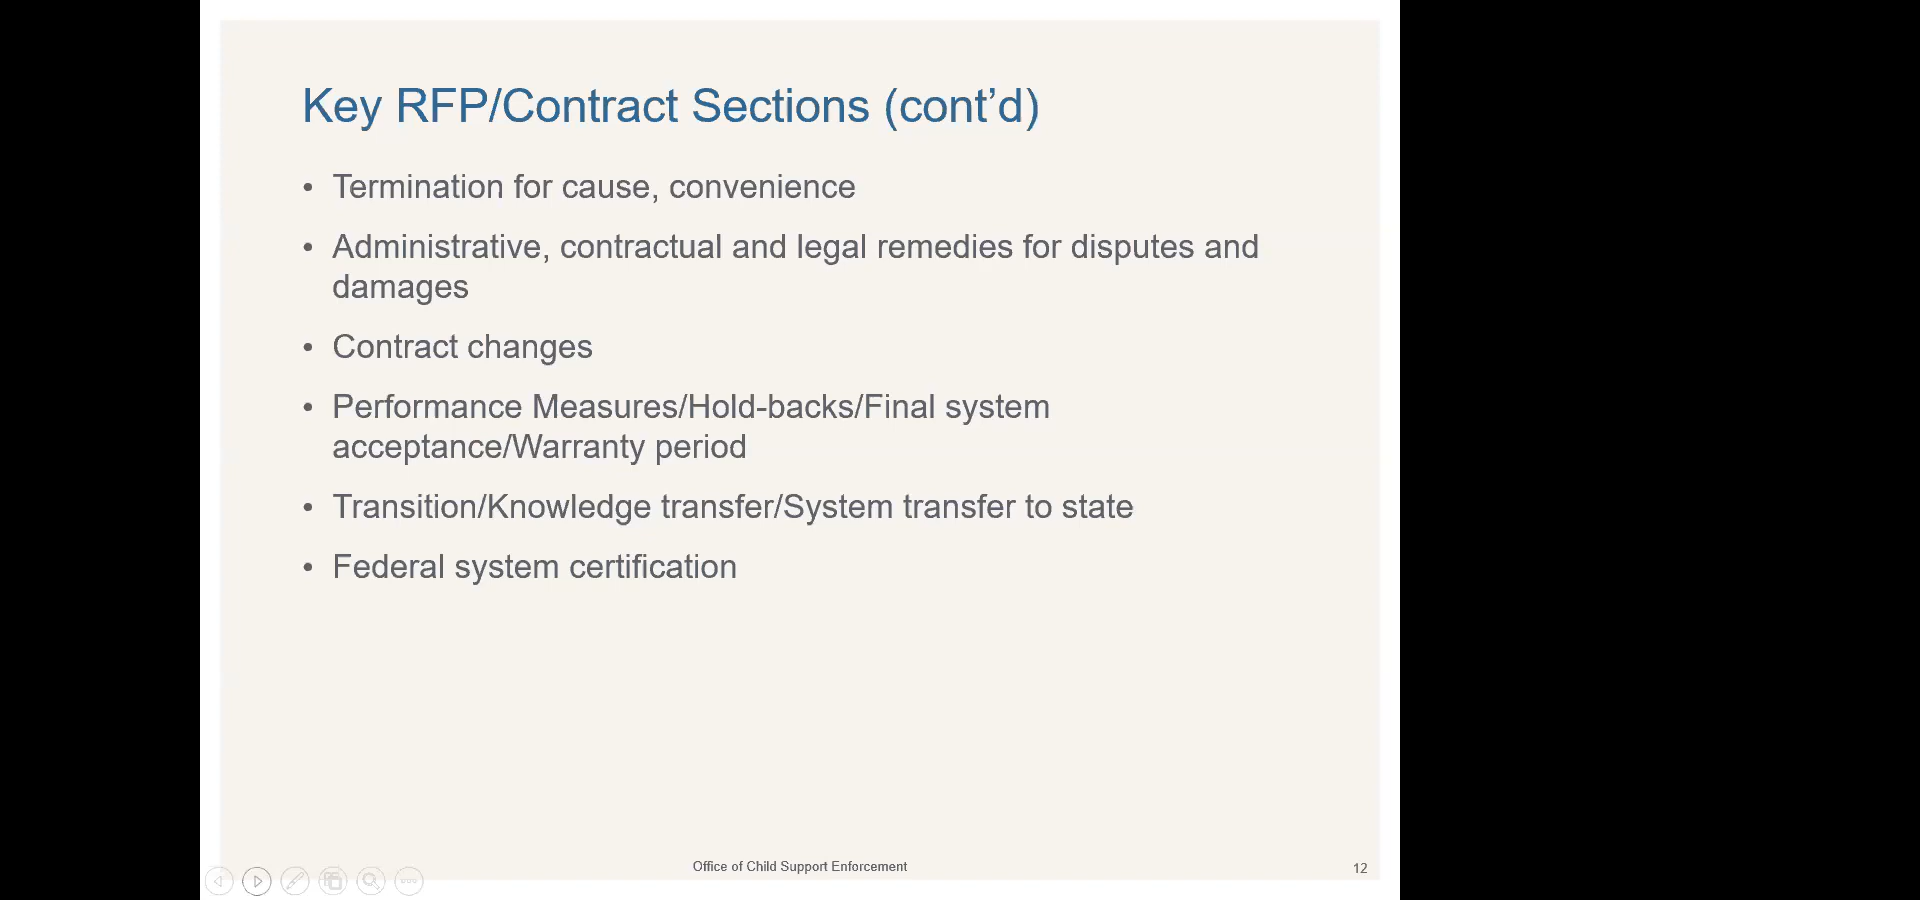 Key RFP/Contract Sections (cont’d)
• Termination for cause, convenience
• Administrative, contractual and legal remedies for disputes and
damages
• Contract changes
• Performance Measures/Hold-backs/Final system
acceptance/Warranty period
• Transition/Knowledge transfer/System transfer to state
• Federal system certification
Office of Child Support Enforcement
12